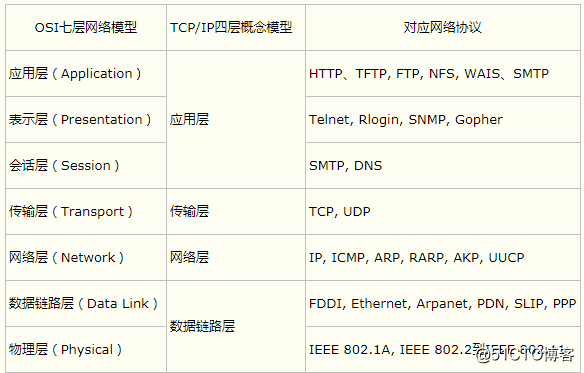 OSI七层网络模型 TCP/IP四层概念模型 对应网络协议
应用层（Application） HTTP、TFTP, FTP, NFS, WAIS、SMTP
表示层（Presentation） 应用层 Telnet, Rlogin, SNMP, Gopher
会话层（Session） SMTP, DNS
传输层（Transport） 传输层 TCP, UDP
网络层（Network） 网络层 IP, ICMP, ARP, RARP, AKP, UUCP
数据链路层（Data Link） FDDI, Ethernet, Arpanet, PDN, SLIP, PPP
数据链路层
物理层（Physical） IEEE 802.1A, IEEE 802.2到IEEE 802.11
@51CTO博客